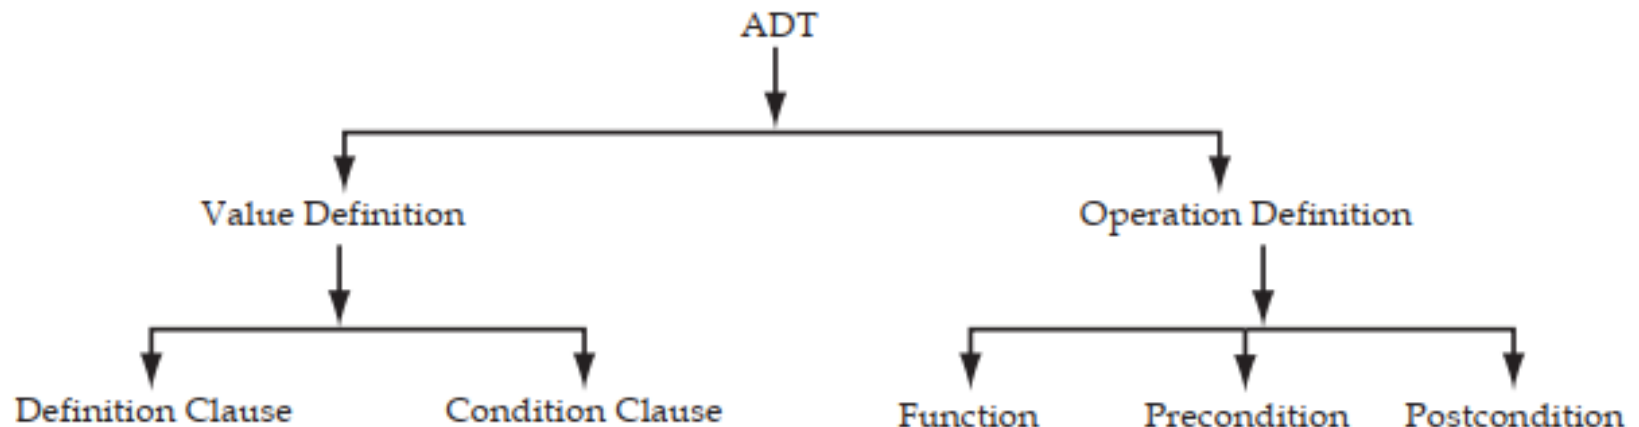 ADT
Value Definition
Operation Definition
Definition Clause
Condition Clause
Function
Precondition
Postcondition